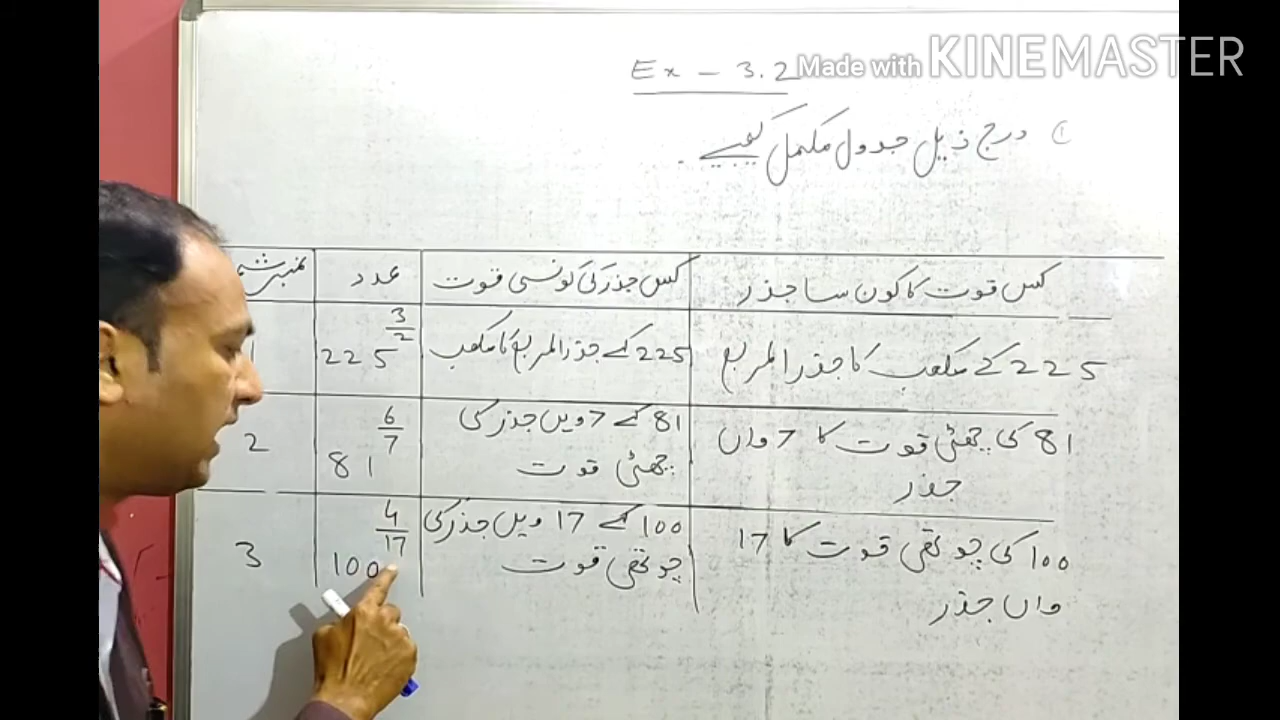 Made with KINEMASTER
Ex - 3.2
(1 درج ذیل جدول مکمل کیجیے.
عدد
کس جذر کی کونسی قوت
کس قوت کا کون سا جذر
1
225^(3/2)
225 کے جذرالمربع کا مکعب
225 کے مکعب کا جذر المربع
2
81^(6/7)
81 کے 7 ویں جذر کی
چھٹی قوت
81 کی چھٹی قوت کا 7 واں
جذر
3
100^(4/17)
100 کے 17 ویں جذر کی
چوتھی قوت
100 کی چوتھی قوت کا 17
واں جذر